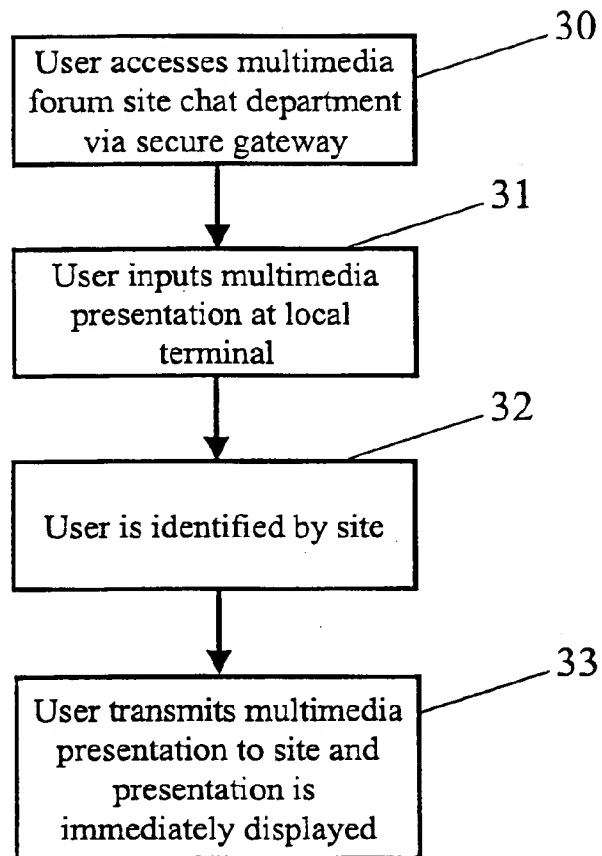 30
User accesses multimedia
forum site chat department
via secure gateway
31
User inputs multimedia
presentation at local
terminal
32
User is identified by site
33
User transmits multimedia
presentation to site and
presentation is
immediately displayed